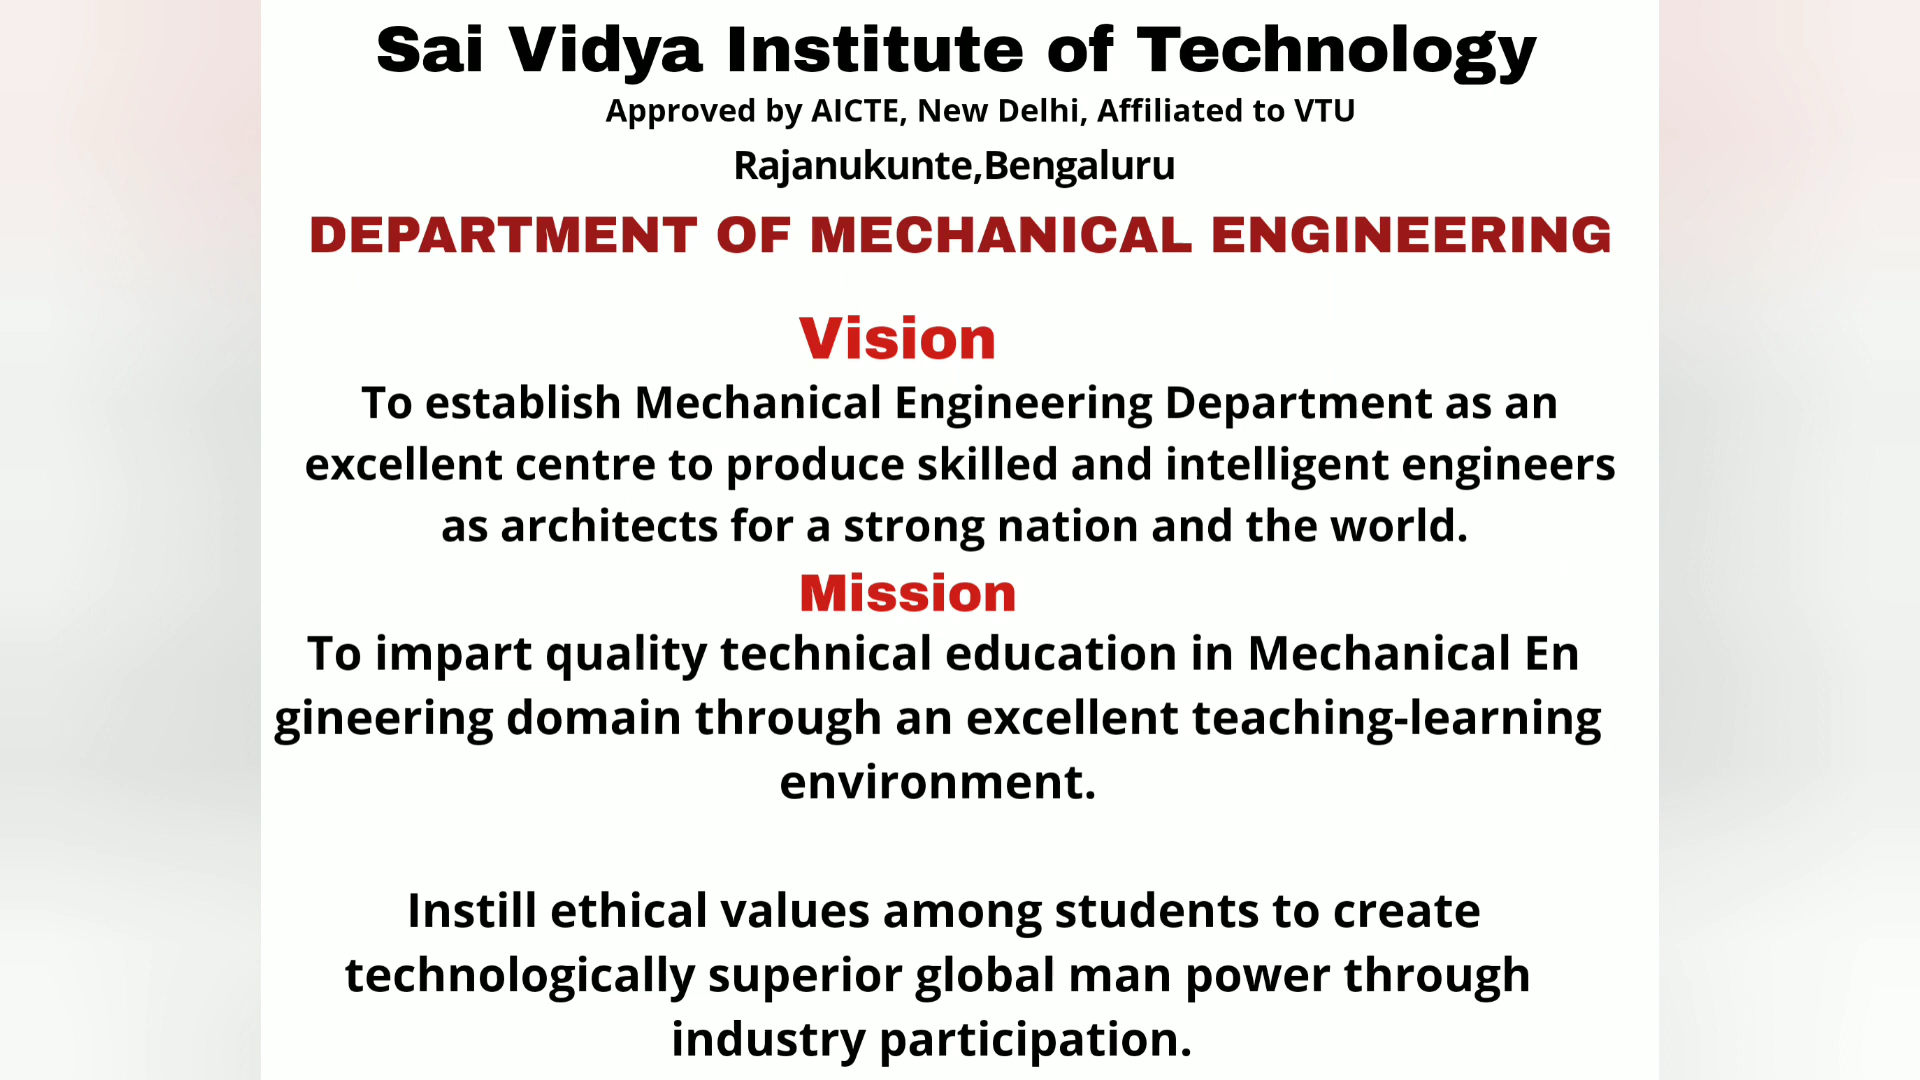 Sai Vidya Institute of Technology
Approved by AICTE, New Delhi, Affiliated to VTU
Rajanukunte,Bengaluru
DEPARTMENT OF MECHANICAL ENGINEERING
Vision
To establish Mechanical Engineering Department as an
excellent centre to produce skilled and intelligent engineers
as architects for a strong nation and the world.
Mission
To impart quality technical education in Mechanical En
gineering domain through an excellent teaching-learning
environment.
Instill ethical values among students to create
technologically superior global man power through
industry participation.